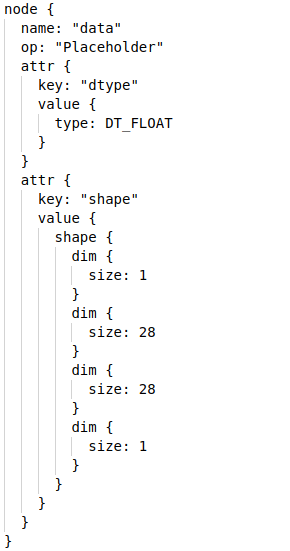 node {
  name: "data"
  op: "Placeholder"
  attr {
    key: "dtype"
    value {
      type: DT_FLOAT
    }
  }
  attr {
    key: "shape"
    value {
      shape {
        dim {
          size: 1
        }
        dim {
          size: 28
        }
        dim {
          size: 28
        }
        dim {
          size: 1
        }
      }
    }
  }
}